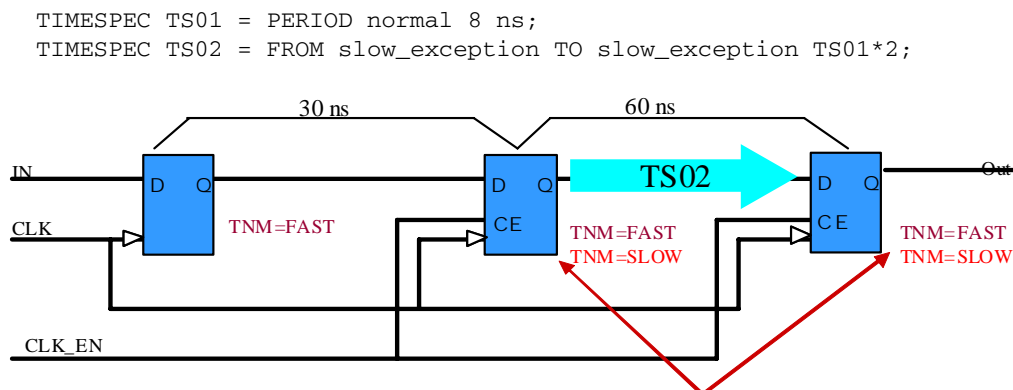 TIMESPEC TS01 = PERIOD normal 8 ns;
TIMESPEC TS02 = FROM slow_exception TO slow_exception TS01*2;
30 ns
60 ns
IN
D Q
D Q
TS02
D Q
Out
CLK
TNM=FAST
CE
TNM=FAST
TNM=SLOW
CE
TNM=FAST
TNM=SLOW
CLK_EN